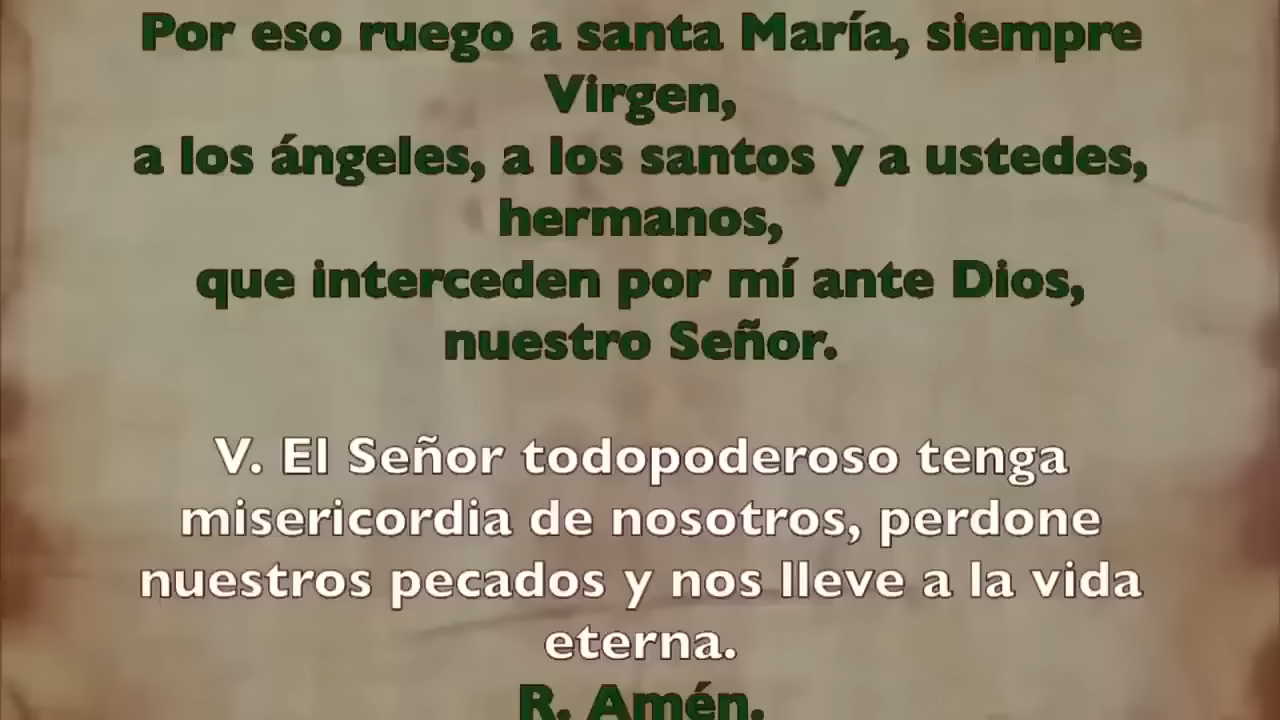 Por eso ruego a santa María, siempre
Virgen,
a los ángeles, a los santos y a ustedes,
hermanos,
que interceden por mí ante Dios,
nuestro Señor.
V. El Señor todopoderoso tenga
misericordia de nosotros, perdone
nuestros pecados y nos lleve a la vida
eterna.
R. Amén.